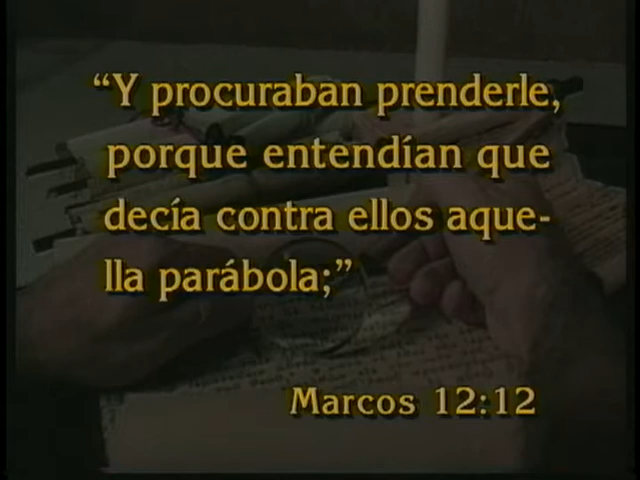 “Y procuraban prenderle,
porque entendían que
decía contra ellos aque-
lla parábola;”
Marcos 12:12